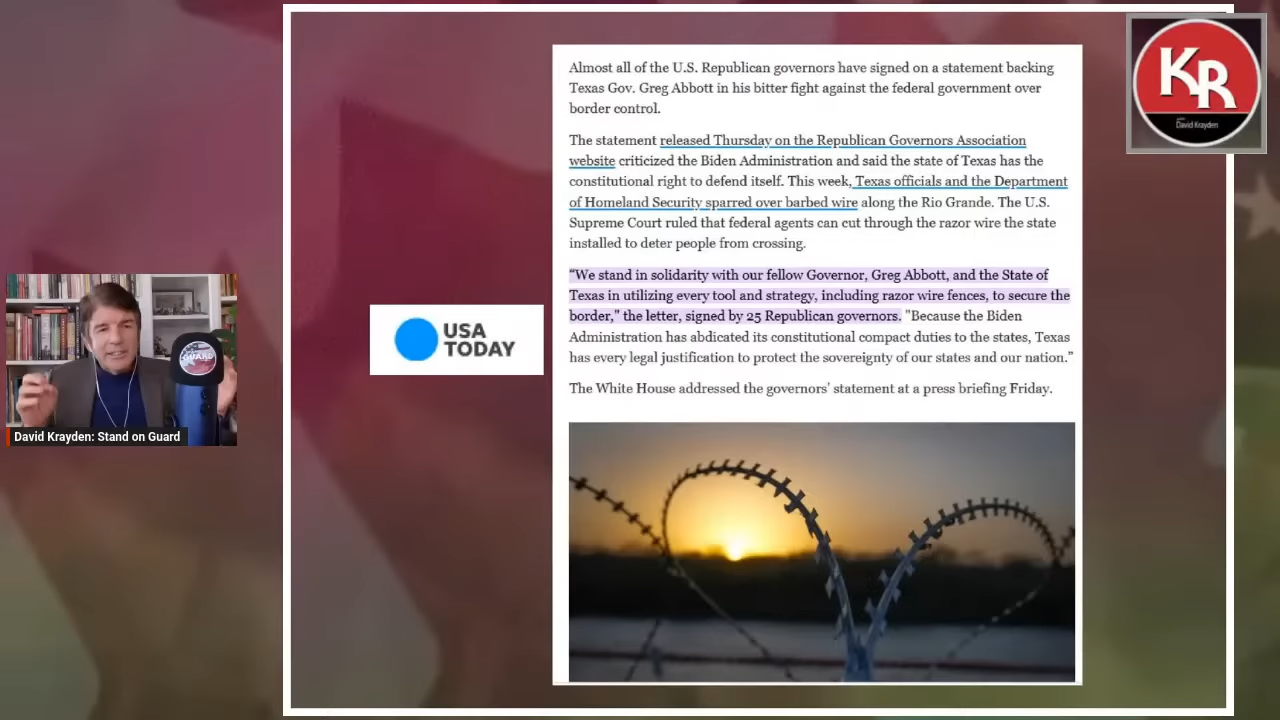 Almost all of the U.S. Republican governors have signed on a statement backing
Texas Gov. Greg Abbott in his bitter fight against the federal government over
border control.
The statement released Thursday on the Republican Governors Association
website criticized the Biden Administration and said the state of Texas has the
constitutional right to defend itself. This week, Texas officials and the Department
of Homeland Security sparred over barbed wire along the Rio Grande. The U.S.
Supreme Court ruled that federal agents can cut through the razor wire the state
installed to deter people from crossing.
“We stand in solidarity with our fellow Governor, Greg Abbott, and the State of
Texas in utilizing every tool and strategy, including razor wire fences, to secure the
border,” the letter, signed by 25 Republican governors. "Because the Biden
Administration has abdicated its constitutional compact duties to the states, Texas
has every legal justification to protect the sovereignty of our states and our nation.”
The White House addressed the governors’ statement at a press briefing Friday.
USA
TODAY
KR
David Krayden
GUARD
David Krayden: Stand on Guard